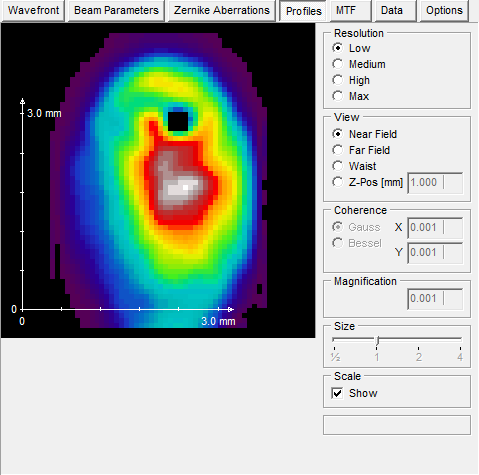 Wavefront Beam Parameters Zernike Aberrations Profiles MTF Data Options
3.0 mm
0
0 3.0 mm
Resolution
Low
Medium
High
Max
View
Near Field
Far Field
Waist
Z-Pos [mm] 1.000
Coherence
Gauss X 0.001
Bessel
Y 0.001
Magnification
0.001
Size
½ 1 2 4
Scale
Show